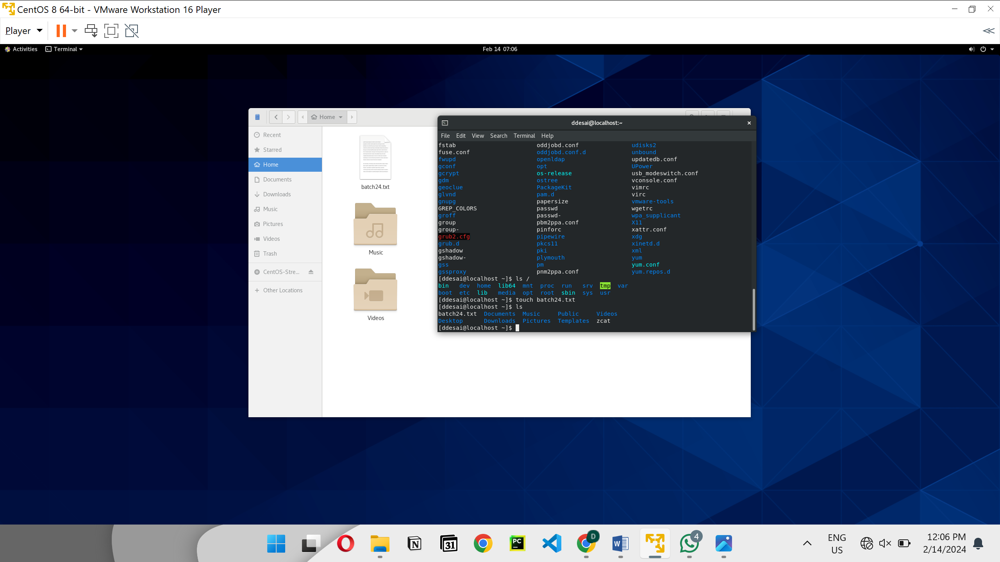 CentOS 8 64-bit - VMware Workstation 16 Player
Player
Activities Terminal Feb 14 07:06
Home
Recent
Starred
Home
Documents
Downloads
Music
Pictures
Videos
Trash
CentOS-Stre...
Other Locations
batch24.txt
Music
Videos
ddesai@localhost:~
File Edit View Search Terminal Help
fstab oddjobd.conf udisks2
fuse.conf oddjobd.conf.d unbound
fwupd openldap updatedb.conf
gconf opt UPower
gcrypt os-release usb_modeswitch.conf
gdm ostree vconsole.conf
geoclue PackageKit vimrc
glvnd pam.d virc
gnupg papersize vmware-tools
GREP_COLORS passwd wgetrc
groff passwd- wpa_supplicant
group pbm2ppa.conf X11
group- pinforc xattr.conf
grub2.cfg pipewire xdg
grub.d pkcs11 xinetd.d
gshadow pki xml
gshadow- plymouth yum
gss pm yum.conf
gssproxy pnm2ppa.conf yum.repos.d
[ddesai@localhost ~]$ ls /
bin dev home lib64 mnt proc run srv tmp var
boot etc lib media opt root sbin sys usr
[ddesai@localhost ~]$ touch batch24.txt
[ddesai@localhost ~]$ ls
batch24.txt Documents Music Public Videos
Desktop Downloads Pictures Templates zcat
[ddesai@localhost ~]$
N
31
PC
D
W
4
ENG
US
12:06 PM
2/14/2024